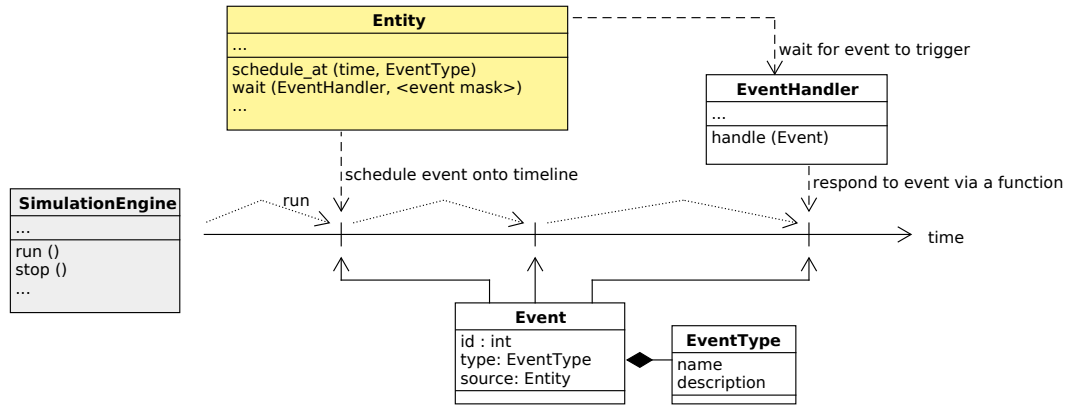 Entity
...
schedule_at (time, EventType)
wait (EventHandler, <event mask>)
...
wait for event to trigger
EventHandler
...
handle (Event)
schedule event onto timeline
respond to event via a function
SimulationEngine
...
run ()
stop ()
...
run
time
Event
id : int
type: EventType
source: Entity
EventType
name
description